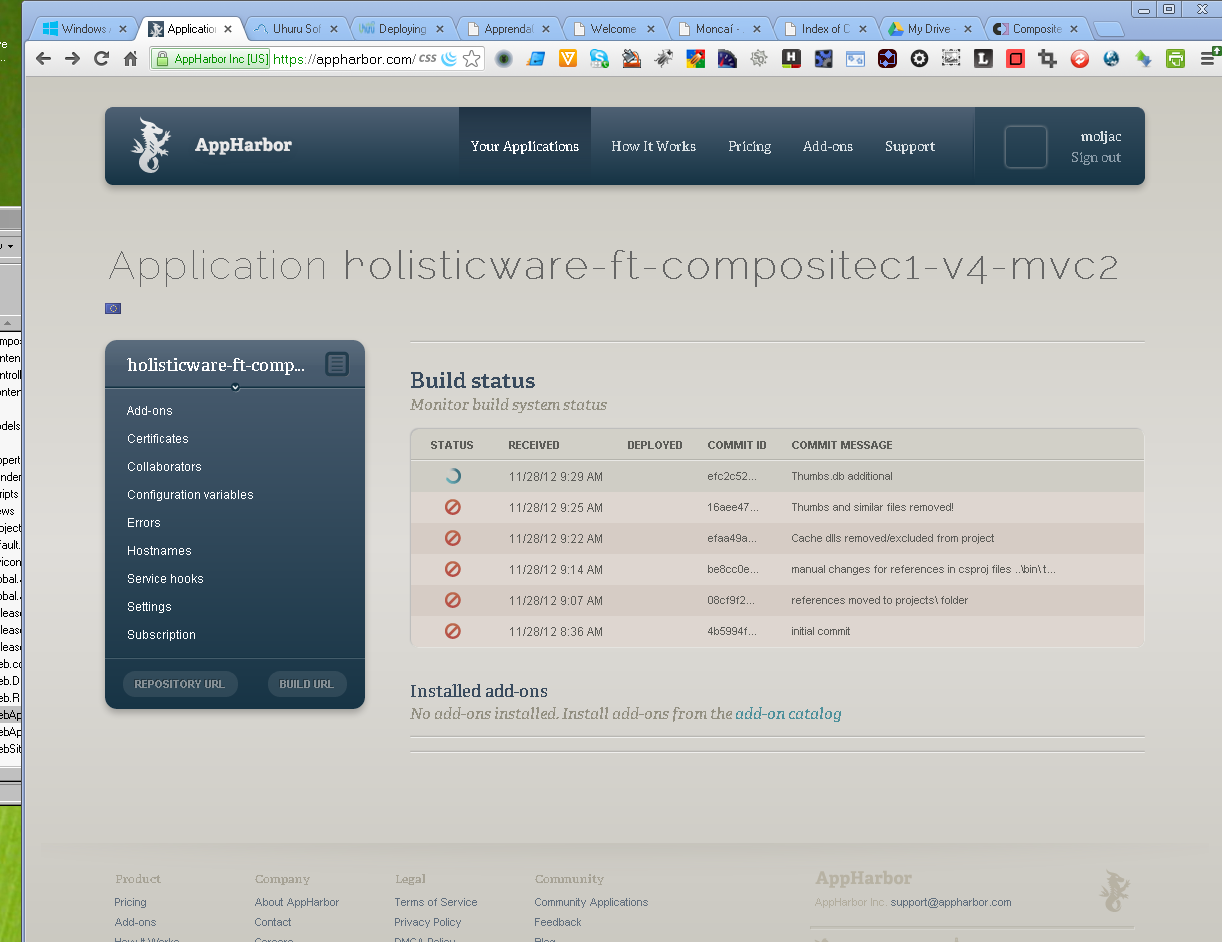 Windows
Application
Uhuru Sof
Deploying
Apprendal
Welcome
Moncaí -
Index of C
My Drive -
Composite
AppHarbor Inc [US] https://appharbor.com/ CSS
AppHarbor
Your Applications
How It Works
Pricing
Add-ons
Support
moljac
Sign out
Application holisticware-ft-compositec1-v4-mvc2
holisticware-ft-comp...
Add-ons
Certificates
Collaborators
Configuration variables
Errors
Hostnames
Service hooks
Settings
Subscription
REPOSITORY URL
BUILD URL
Build status
Monitor build system status
STATUS RECEIVED DEPLOYED COMMIT ID COMMIT MESSAGE
11/28/12 9:29 AM efc2c52... Thumbs.db additional
11/28/12 9:25 AM 16aee47... Thumbs and similar files removed!
11/28/12 9:22 AM efaa49a... Cache dlls removed/excluded from project
11/28/12 9:14 AM be8cc0e... manual changes for references in csproj files ..\bin\ t...
11/28/12 9:07 AM 08cf9f2... references moved to projects\ folder
11/28/12 8:36 AM 4b5994f... initial commit
Installed add-ons
No add-ons installed. Install add-ons from the add-on catalog
Product
Pricing
Add-ons
How It Works
Company
About AppHarbor
Contact
Careers
Legal
Terms of Service
Privacy Policy
DMCA Policy
Community
Community Applications
Feedback
Blog
AppHarbor
AppHarbor Inc. support@appharbor.com